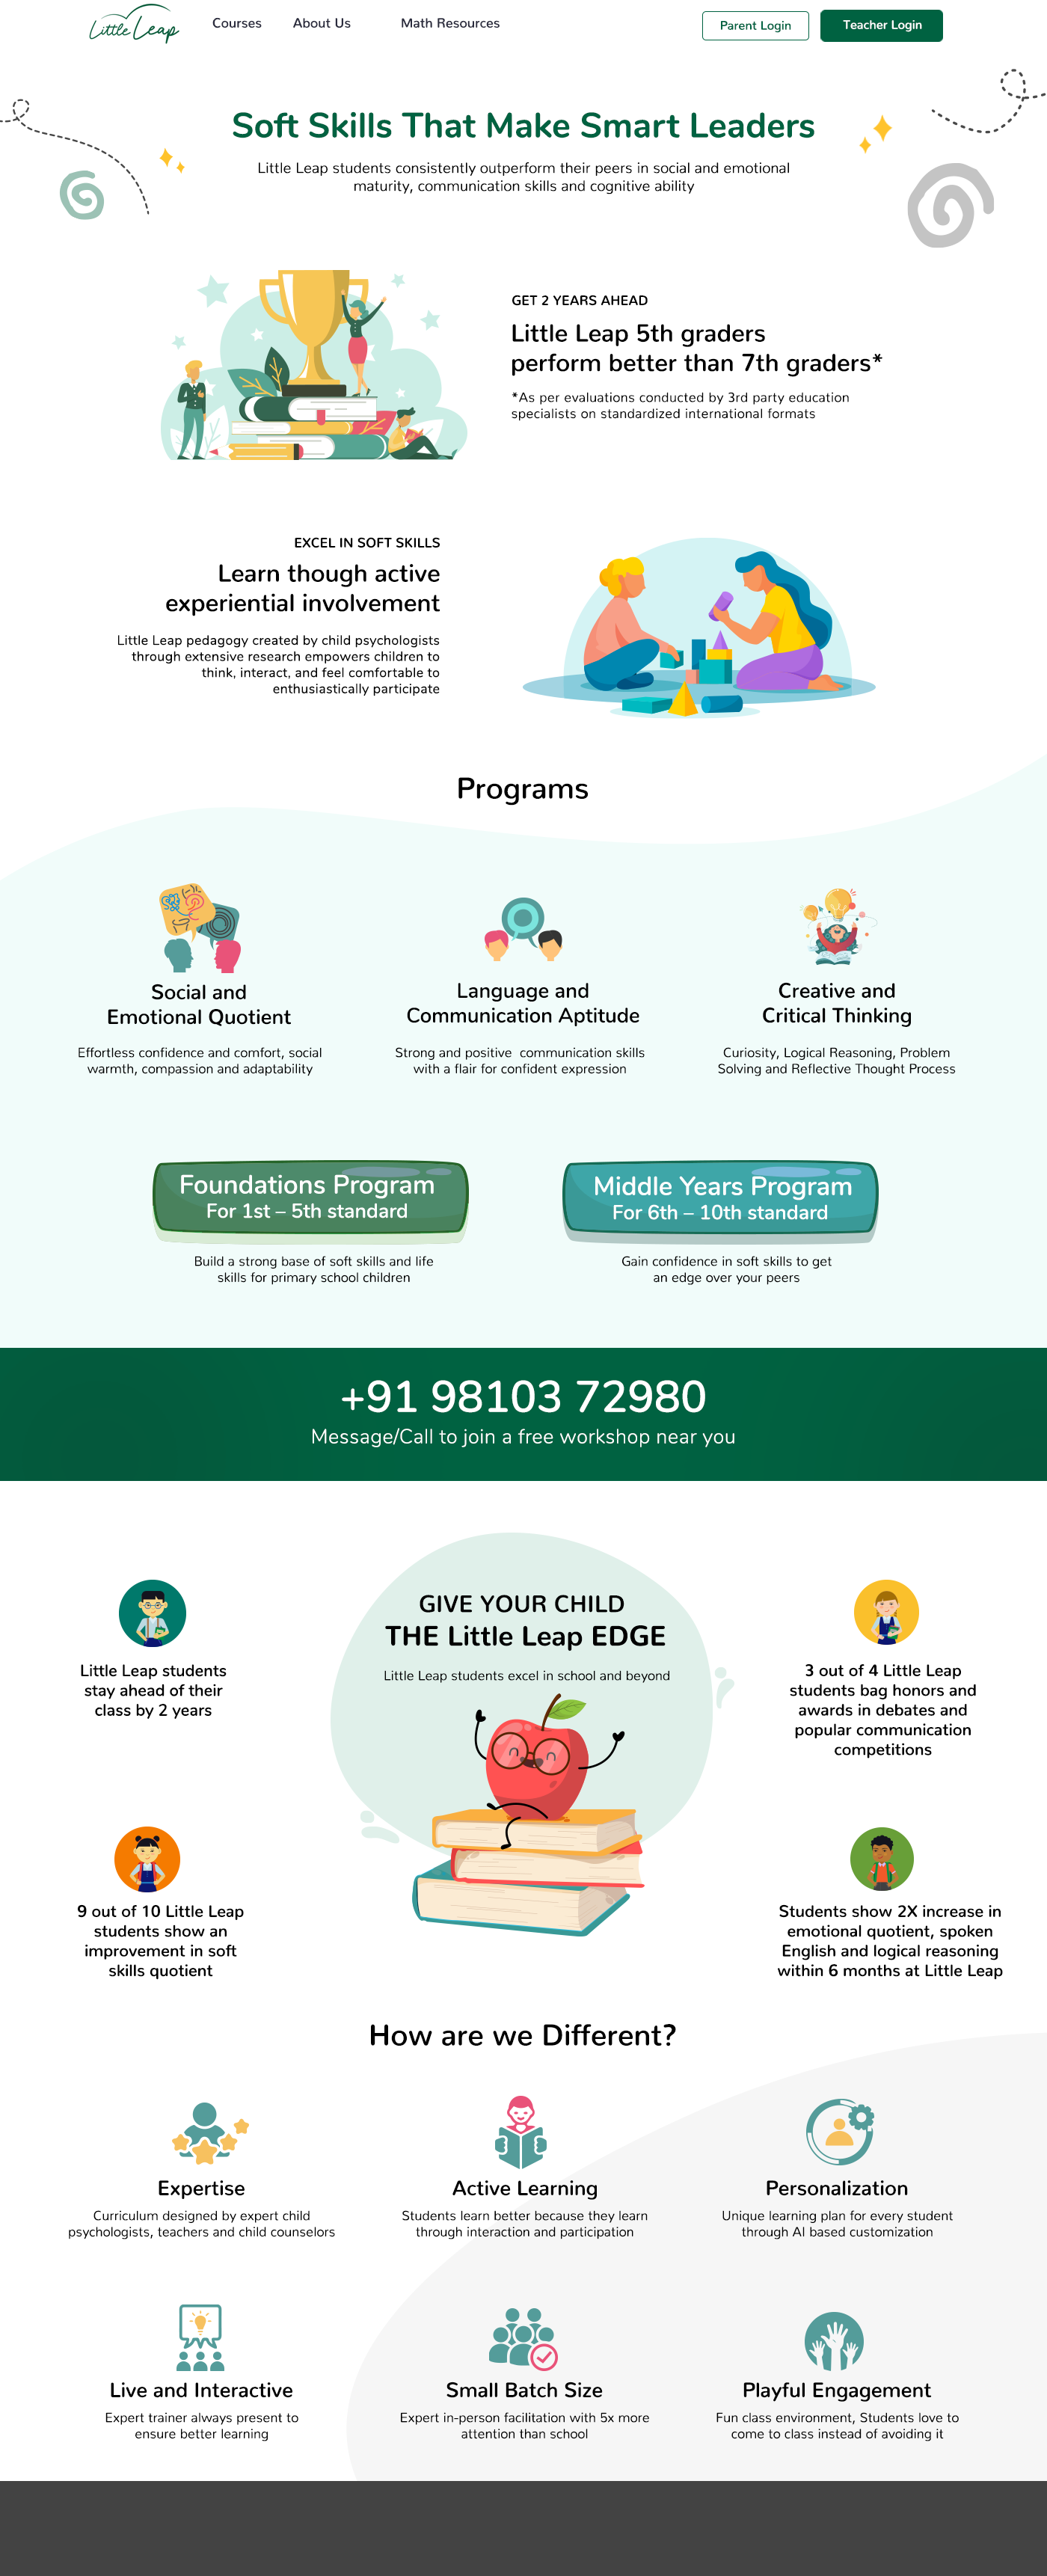 Little Leap
Courses
About Us
Math Resources
Parent Login
Teacher Login
Soft Skills That Make Smart Leaders
Little Leap students consistently outperform their peers in social and emotional
maturity, communication skills and cognitive ability
GET 2 YEARS AHEAD
Little Leap 5th graders
perform better than 7th graders*
*As per evaluations conducted by 3rd party education
specialists on standardized international formats
EXCEL IN SOFT SKILLS
Learn though active
experiential involvement
Little Leap pedagogy created by child psychologists
through extensive research empowers children to
think, interact, and feel comfortable to
enthusiastically participate
Programs
Social and
Emotional Quotient
Effortless confidence and comfort, social
warmth, compassion and adaptability
Language and
Communication Aptitude
Strong and positive  communication skills
with a flair for confident expression
Creative and
Critical Thinking
Curiosity, Logical Reasoning, Problem
Solving and Reflective Thought Process
Foundations Program
For 1st – 5th standard
Build a strong base of soft skills and life
skills for primary school children
Middle Years Program
For 6th – 10th standard
Gain confidence in soft skills to get
an edge over your peers
+91 98103 72980
Message/Call to join a free workshop near you
GIVE YOUR CHILD
THE Little Leap EDGE
Little Leap students excel in school and beyond
Little Leap students
stay ahead of their
class by 2 years
3 out of 4 Little Leap
students bag honors and
awards in debates and
popular communication
competitions
9 out of 10 Little Leap
students show an
improvement in soft
skills quotient
Students show 2X increase in
emotional quotient, spoken
English and logical reasoning
within 6 months at Little Leap
How are we Different?
Expertise
Curriculum designed by expert child
psychologists, teachers and child counselors
Active Learning
Students learn better because they learn
through interaction and participation
Personalization
Unique learning plan for every student
through AI based customization
Live and Interactive
Expert trainer always present to
ensure better learning
Small Batch Size
Expert in-person facilitation with 5x more
attention than school
Playful Engagement
Fun class environment, Students love to
come to class instead of avoiding it